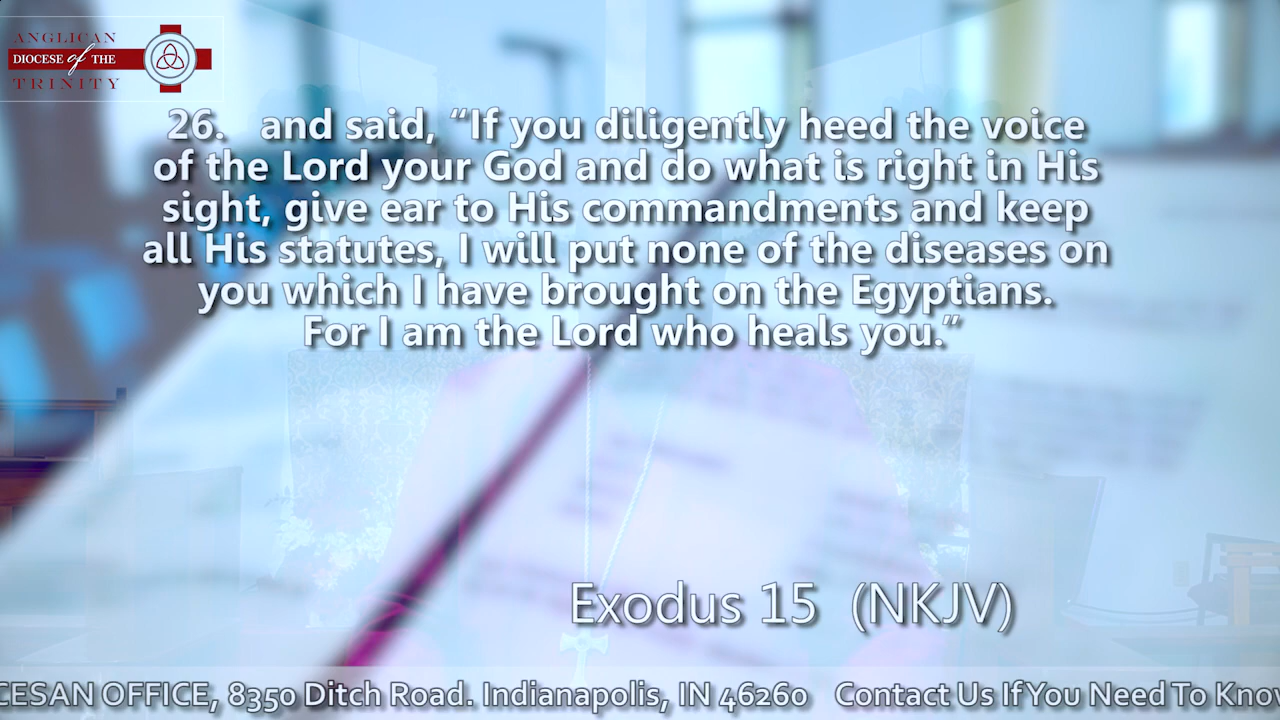 ANGLICAN
DIOCESE of THE
TRINITY
26. and said, “If you diligently heed the voice
of the Lord your God and do what is right in His
sight, give ear to His commandments and keep
all His statutes, I will put none of the diseases on
you which I have brought on the Egyptians.
For I am the Lord who heals you.”
Exodus 15 (NKJV)
CESAN OFFICE, 8350 Ditch Road. Indianapolis, IN 46260 Contact Us If You Need To Know